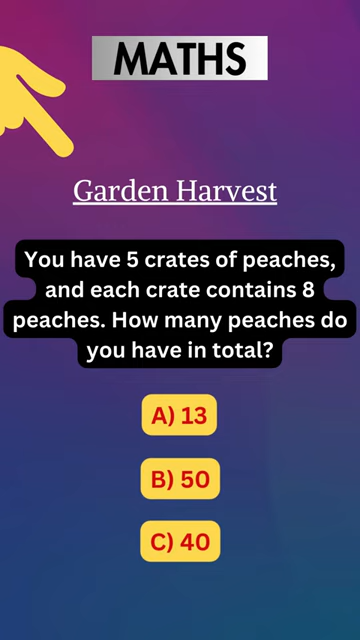 MATHS
Garden Harvest
You have 5 crates of peaches,
and each crate contains 8
peaches. How many peaches do
you have in total?
A) 13
B) 50
C) 40